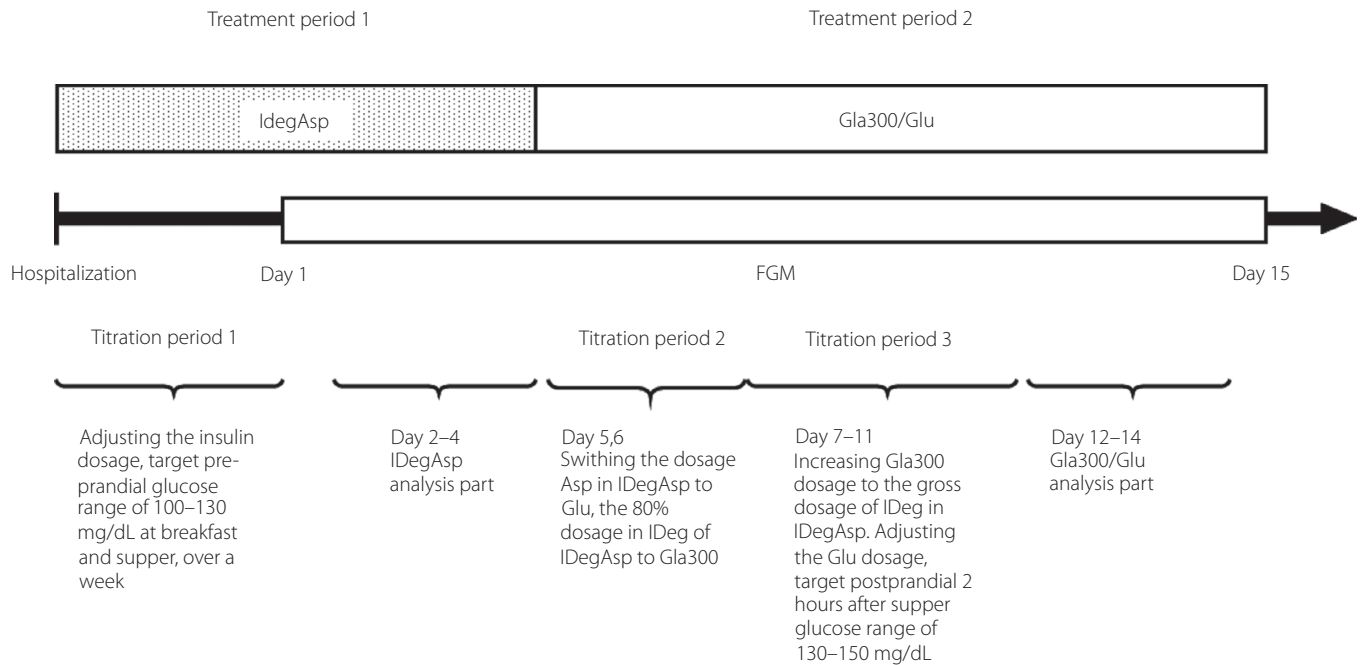 Treatment period 1
Treatment period 2
IdegAsp
Gla300/Glu
Hospitalization
Day 1
FGM
Day 15
Titration period 1
Titration period 2
Titration period 3
Adjusting the insulin
dosage, target pre-
prandial glucose
range of 100–130
mg/dL at breakfast
and supper, over a
week
Day 2–4
IDegAsp
analysis part
Day 5,6
Swithing the dosage
Asp in IDegAsp to
Glu, the 80%
dosage in IDeg of
IDegAsp to Gla300
Day 7–11
Increasing Gla300
dosage to the gross
dosage of IDeg in
IDegAsp. Adjusting
the Glu dosage,
target postprandial 2
hours after supper
glucose range of
130–150 mg/dL
Day 12–14
Gla300/Glu
analysis part